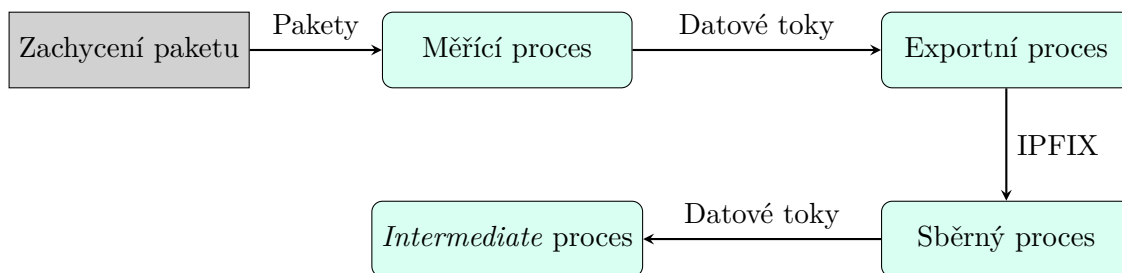 Zachycení paketu
Pakety
Měřící proces
Datové toky
Exportní proces
IPFIX
Sběrný proces
Datové toky
Intermediate proces